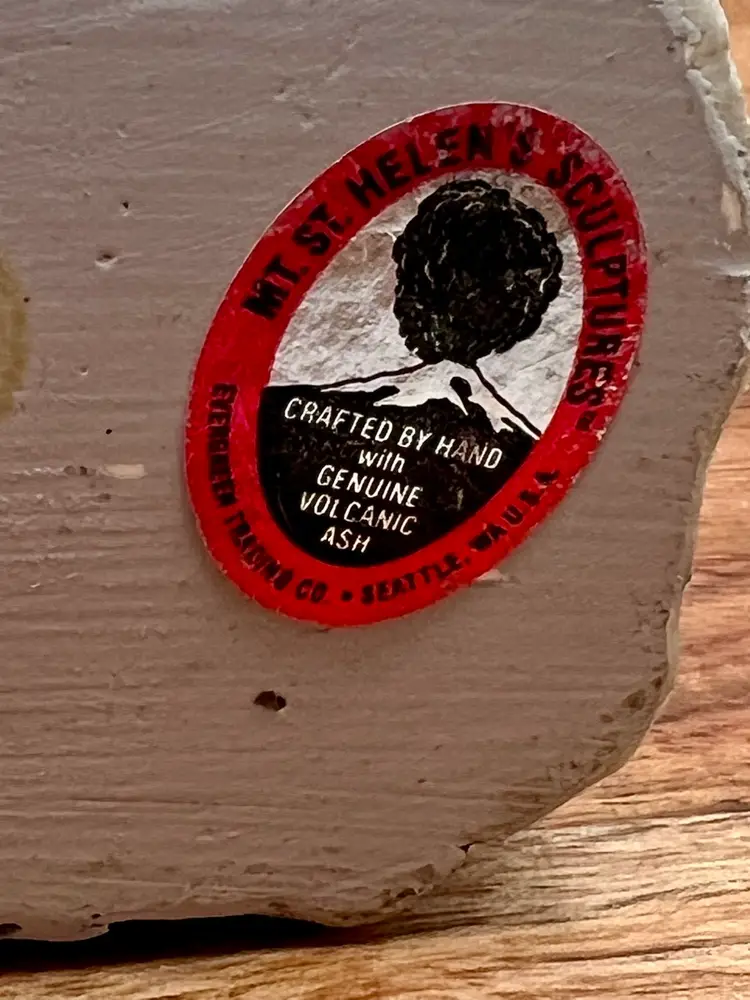 MT. ST. HELEN'S SCULPTURES
CRAFTED BY HAND
with
GENUINE
VOLCANIC
ASH
EVERGREEN TRADING CO. • SEATTLE, WA U.S.A.